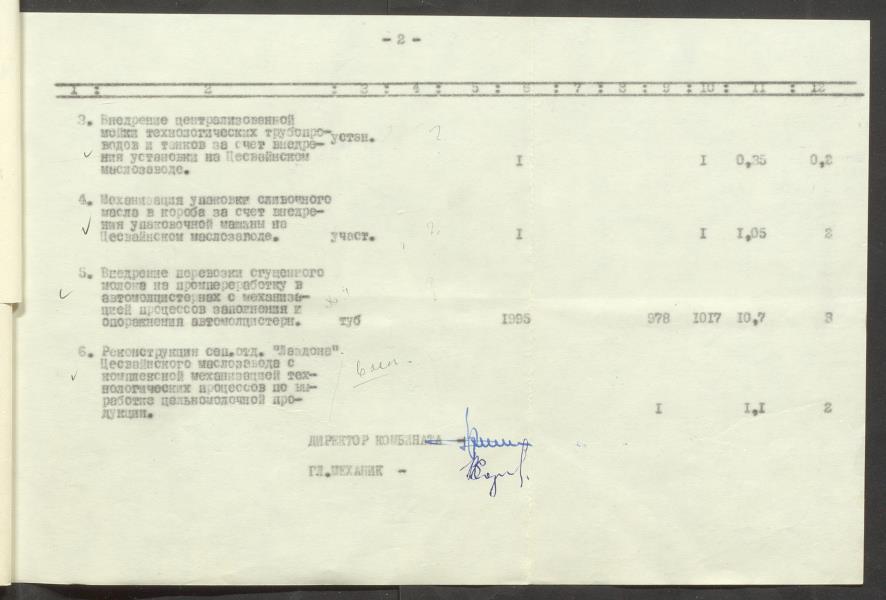 - 2 -
I : 2 : 3 : 4 : 5 : 6 : 7 : 8 : 9 : 10 : 11 : 12
3. Внедрение централизованной
мойки технологических трубопро- устан.
водов и танков за счет внедре-
ния установки на Цесвайнском I I 0,35 0,2
маслозаводе.
4. Механизация упаковки сливочного
масла в короба за счет внедре-
ния упаковочной машины на
Цесвайнском маслозаводе. участ. I I I,05 2
5. Внедрение перевозки сгущенного
молока на промпереработку в
автомолцистернах с механиза-
цией процессов заполнения и
опоражнения автомолцистерн. туб 1995 978 1017 10,7 3
6. Реконструкция сеп.отд. "Лаздона"
Цесвайнского маслозавода с
комплексной механизацией тех-
нологических процессов по вы-
работке цельномолочной про- I I,I 2
дукции.
ДИРЕКТОР КОМБИНАТА -
ГЛ.МЕХАНИК -